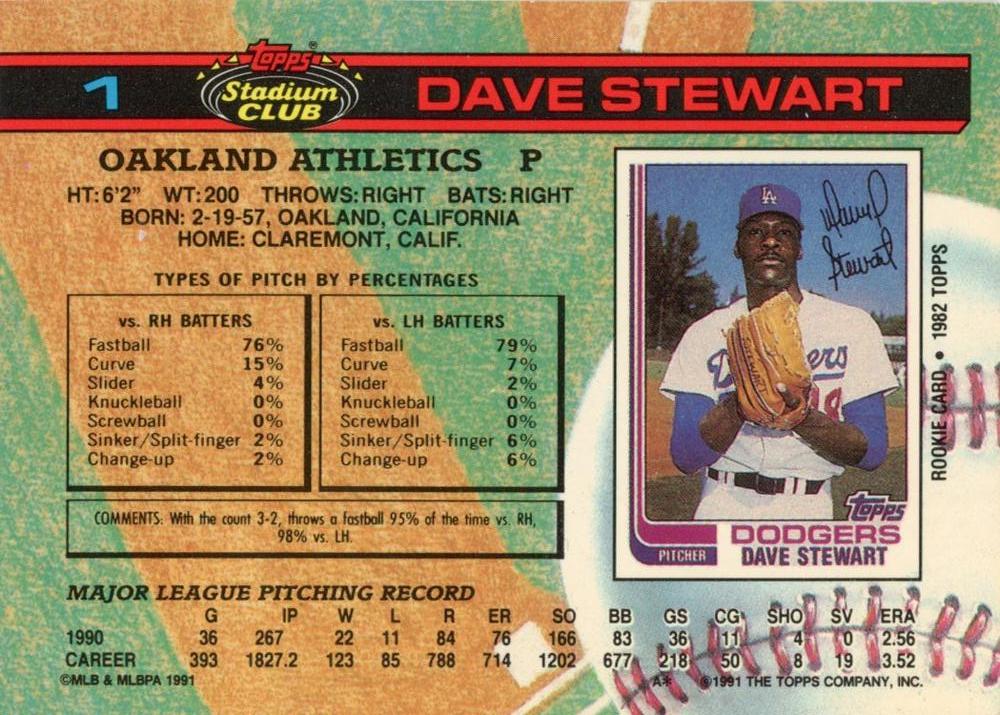 1
Topps®
Stadium
CLUB
DAVE STEWART
OAKLAND ATHLETICS P
HT:6'2" WT:200 THROWS:RIGHT BATS:RIGHT
BORN: 2-19-57, OAKLAND, CALIFORNIA
HOME: CLAREMONT, CALIF.
TYPES OF PITCH BY PERCENTAGES
vs. RH BATTERS
Fastball 76%
Curve 15%
Slider 4%
Knuckleball 0%
Screwball 0%
Sinker/Split-finger 2%
Change-up 2%
vs. LH BATTERS
Fastball 79%
Curve 7%
Slider 2%
Knuckleball 0%
Screwball 0%
Sinker/Split-finger 6%
Change-up 6%
COMMENTS: With the count 3-2, throws a fastball 95% of the time vs. RH,
98% vs. LH.
LA
Stewart
Dodgers
Topps
DODGERS
PITCHER
DAVE STEWART
ROOKIE CARD • 1982 TOPPS
MAJOR LEAGUE PITCHING RECORD
G IP W L R ER SO BB GS CG SHO SV ERA
1990 36 267 22 11 84 76 166 83 36 11 4 0 2.56
CAREER 393 1827.2 123 85 788 714 1202 677 218 50 8 19 3.52
©MLB & MLBPA 1991
A* ©1991 THE TOPPS COMPANY, INC.